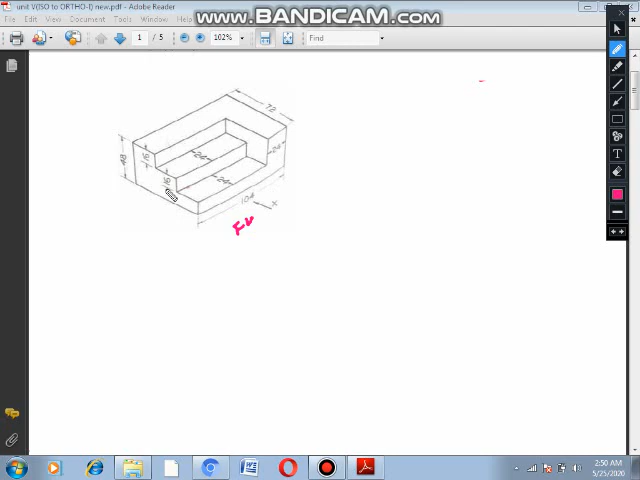 unit V(ISO to ORTHO-I) new.pdf - Adobe Reader
WWW.BANDICAM.COM
File Edit View Document Tools Window Help
1 / 5 102% Find
72
48
16
24
24
16
24
104
X
FV
T
2:50 AM
5/25/2020